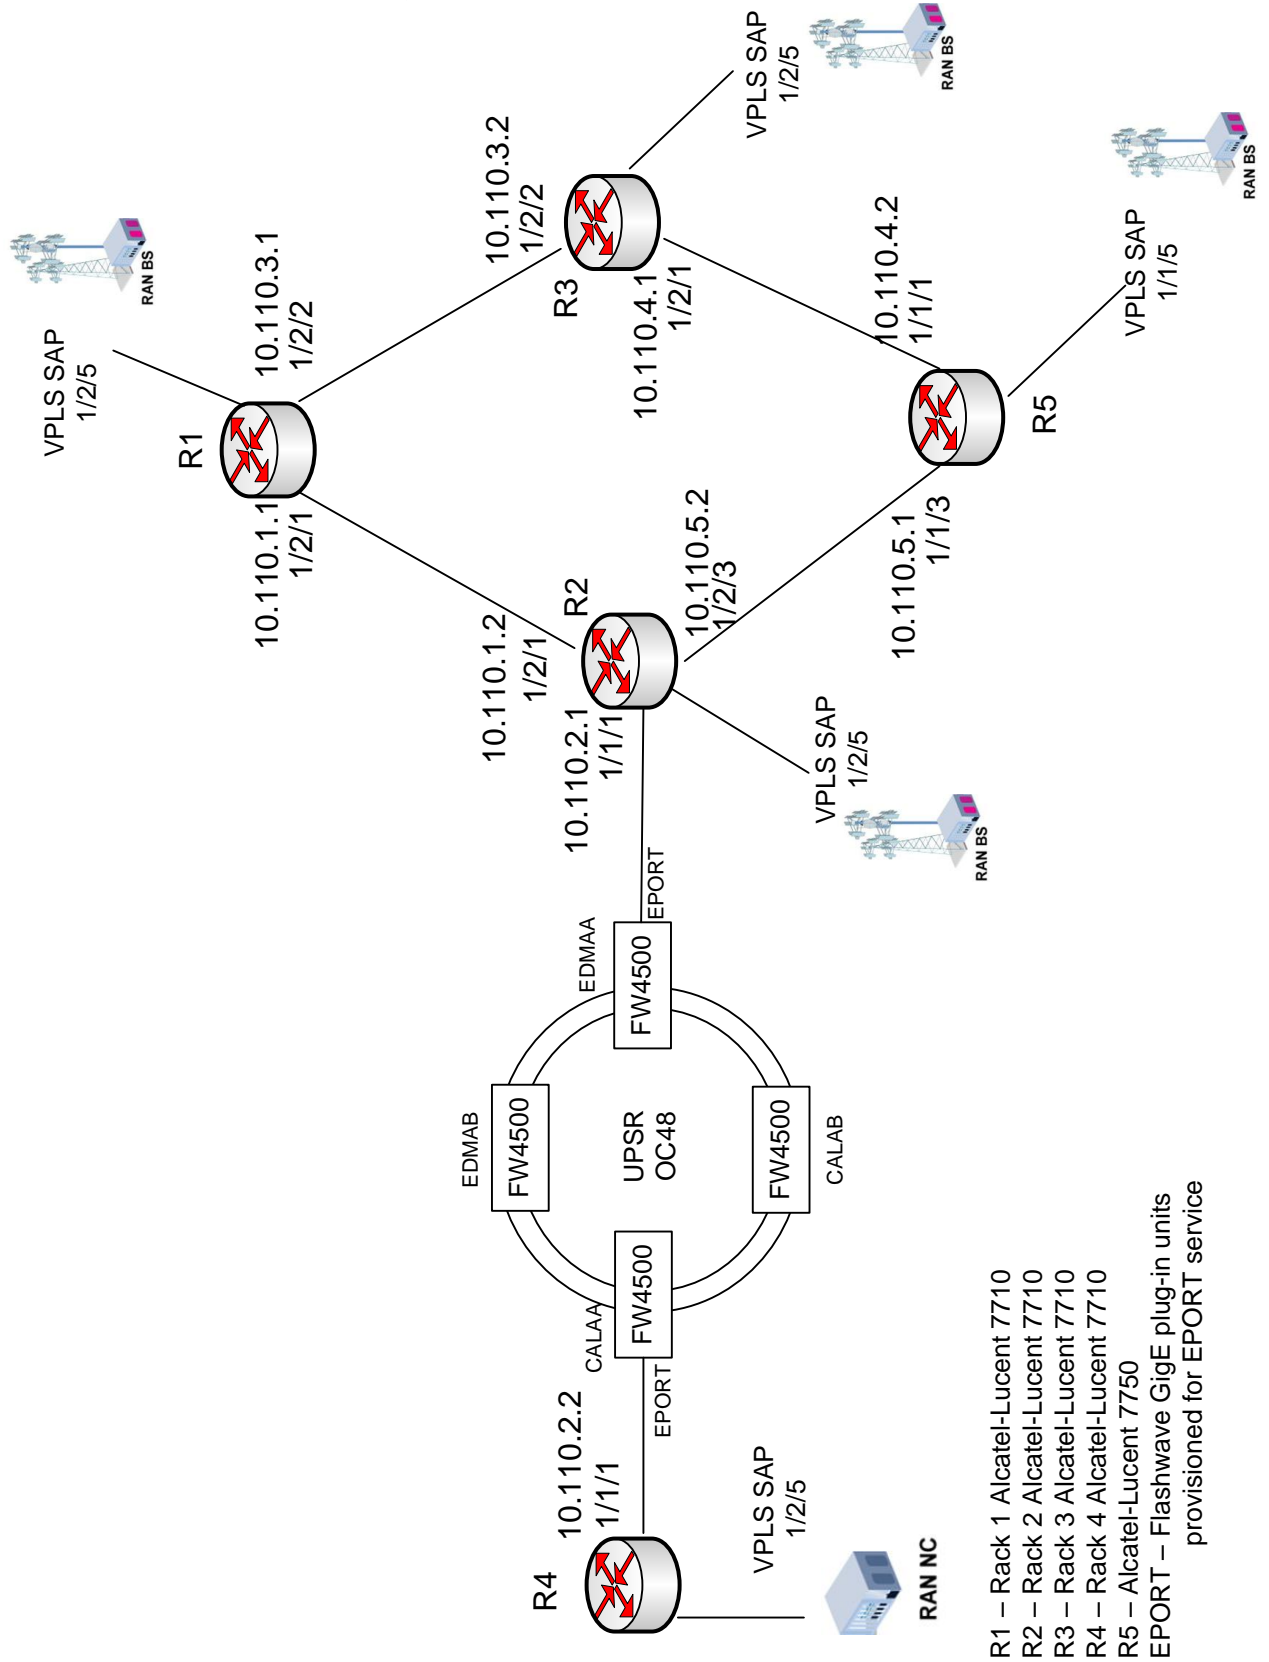 VPLS SAP
1/2/5
RAN BS
R1
10.110.1.1
1/2/1
10.110.3.1
1/2/2
10.110.3.2
1/2/2
R3
10.110.4.1
1/2/1
VPLS SAP
1/2/5
RAN BS
10.110.1.2
1/2/1
R2
10.110.2.1
1/1/1
10.110.5.2
1/2/3
VPLS SAP
1/2/5
RAN BS
10.110.4.2
1/1/1
10.110.5.1
1/1/3
R5
VPLS SAP
1/1/5
RAN BS
EDMAB
FW4500
EDMAA
FW4500
EPORT
UPSR
OC48
CALAA
FW4500
EPORT
FW4500
CALAB
R4
10.110.2.2
1/1/1
VPLS SAP
1/2/5
RAN NC
R1 – Rack 1 Alcatel-Lucent 7710
R2 – Rack 2 Alcatel-Lucent 7710
R3 – Rack 3 Alcatel-Lucent 7710
R4 – Rack 4 Alcatel-Lucent 7710
R5 – Alcatel-Lucent 7750
EPORT – Flashwave GigE plug-in units
provisioned for EPORT service